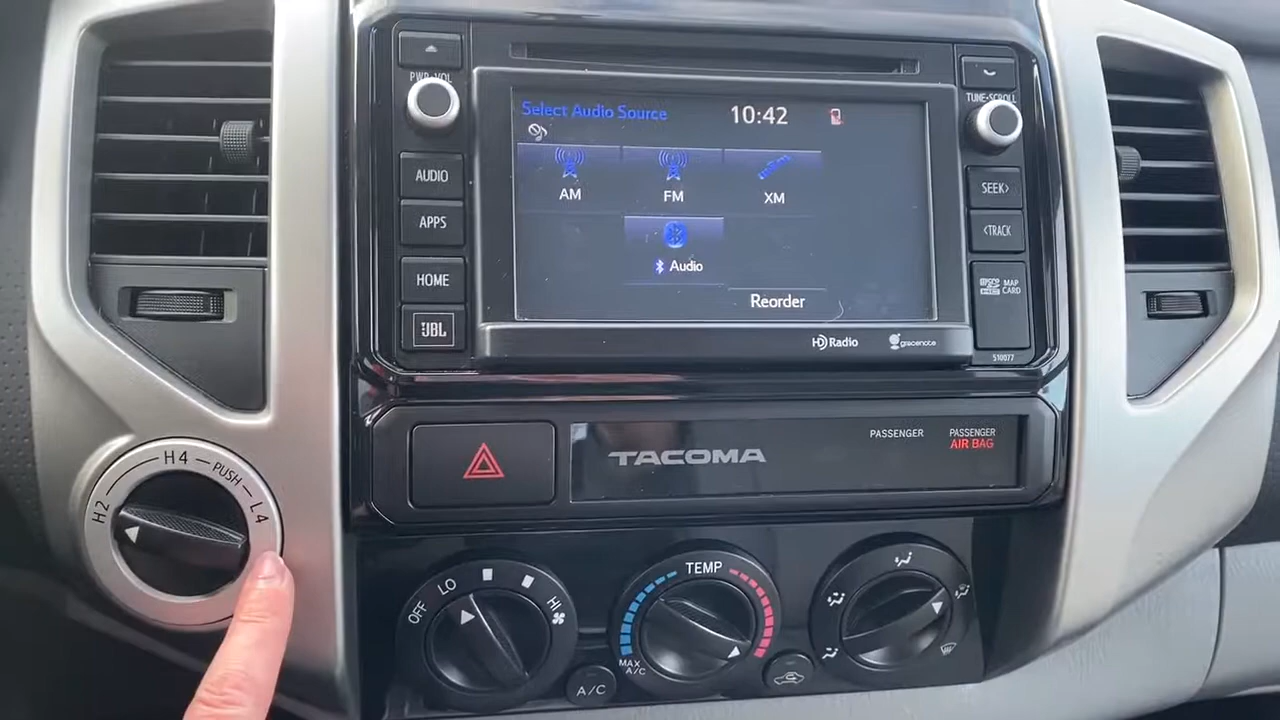 PWR·VOL
AUDIO
APPS
HOME
JBL
Select Audio Source
10:42
AM
FM
XM
Audio
Reorder
HD Radio
gracenote
TUNE·SCROLL
SEEK>
<TRACK
MAP
CARD
510077
TACOMA
PASSENGER
PASSENGER
AIR BAG
H2
H4
PUSH
L4
OFF
LO
HI
TEMP
MAX
A/C
A/C